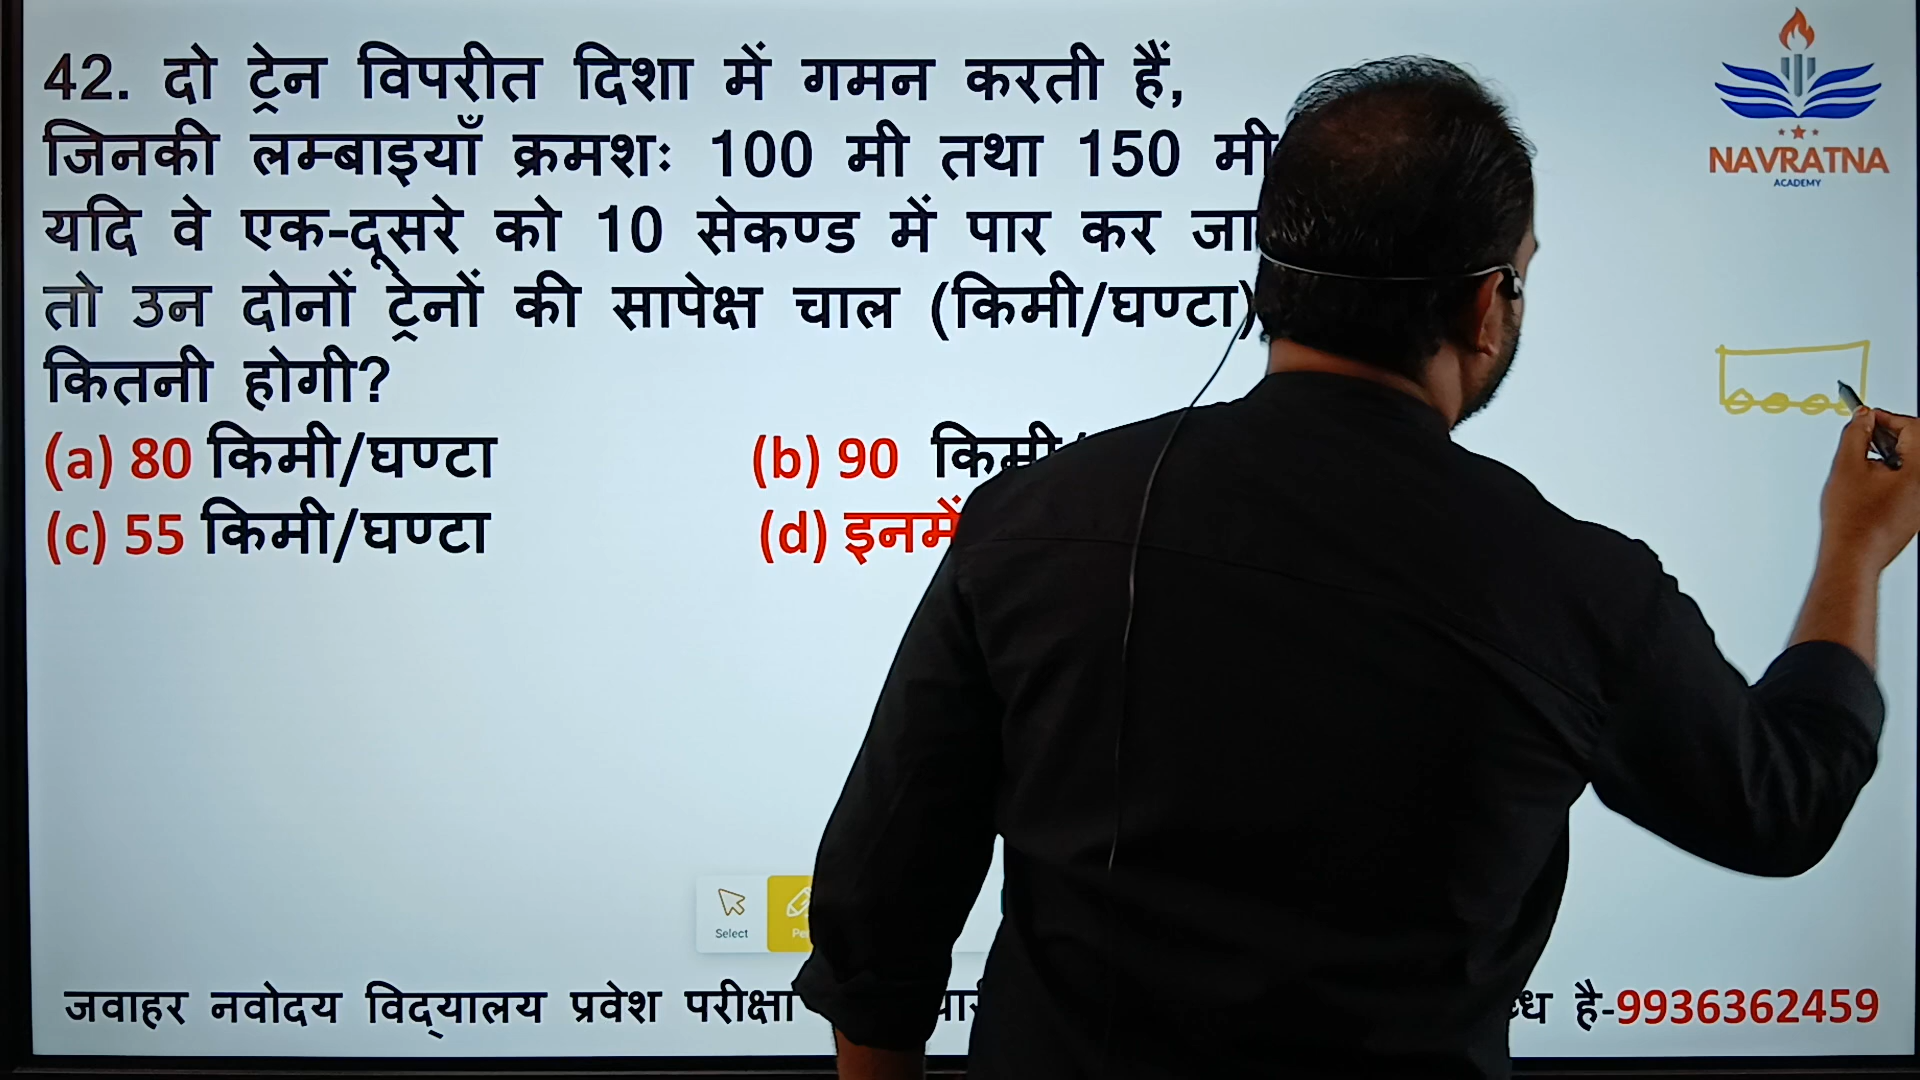 42. दो ट्रेन विपरीत दिशा में गमन करती हैं,
जिनकी लम्बाइयाँ क्रमशः 100 मी तथा 150 मी
यदि वे एक-दूसरे को 10 सेकण्ड में पार कर
तो उन दोनों ट्रेनों की सापेक्ष चाल (किमी/घण्टा)
कितनी होगी?
(a) 80 किमी/घण्टा (b) 90
(c) 55 किमी/घण्टा (d)
NAVRATNA
ACADEMY
Select
जवाहर नवोदय विद्यालय प्रवेश परीक्षा है-9936362459